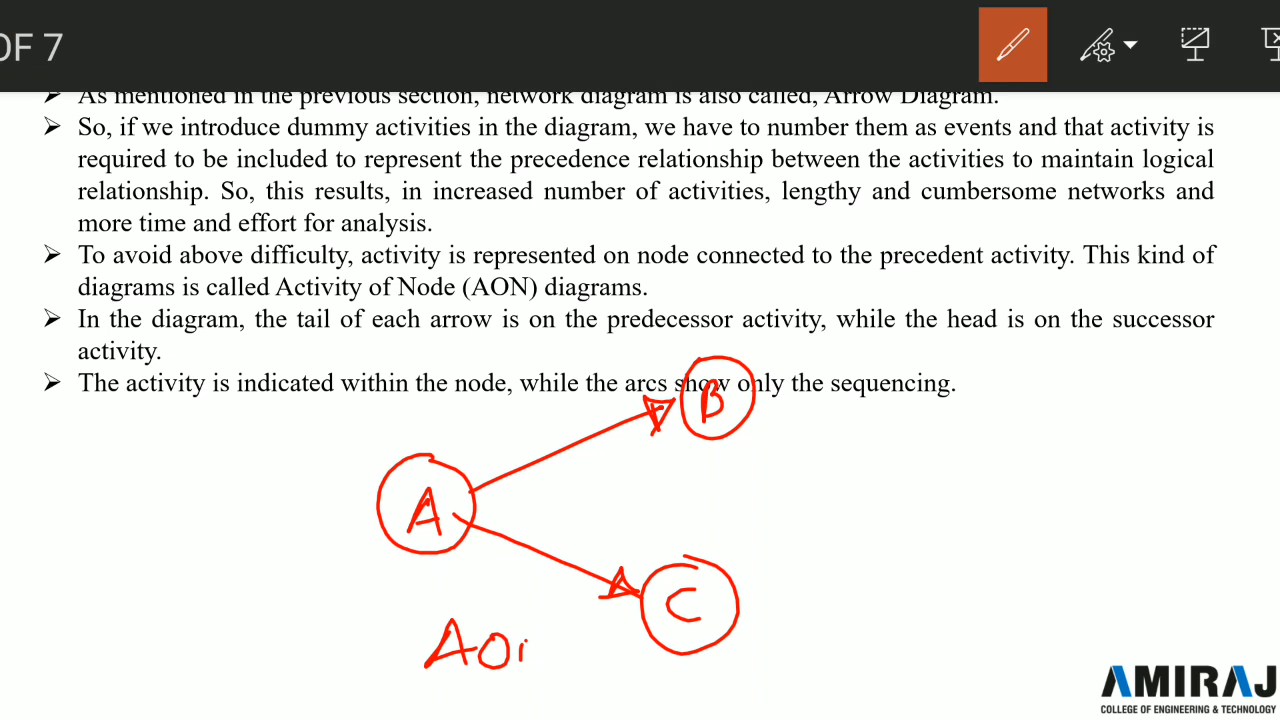 OF 7
➤ As mentioned in the previous section, network diagram is also called, Arrow Diagram.
➤ So, if we introduce dummy activities in the diagram, we have to number them as events and that activity is
required to be included to represent the precedence relationship between the activities to maintain logical
relationship. So, this results, in increased number of activities, lengthy and cumbersome networks and
more time and effort for analysis.
➤ To avoid above difficulty, activity is represented on node connected to the precedent activity. This kind of
diagrams is called Activity of Node (AON) diagrams.
➤ In the diagram, the tail of each arrow is on the predecessor activity, while the head is on the successor
activity.
➤ The activity is indicated within the node, while the arcs show only the sequencing.
B
A
C
AO
AMIRAJ
COLLEGE OF ENGINEERING & TECHNOLOGY